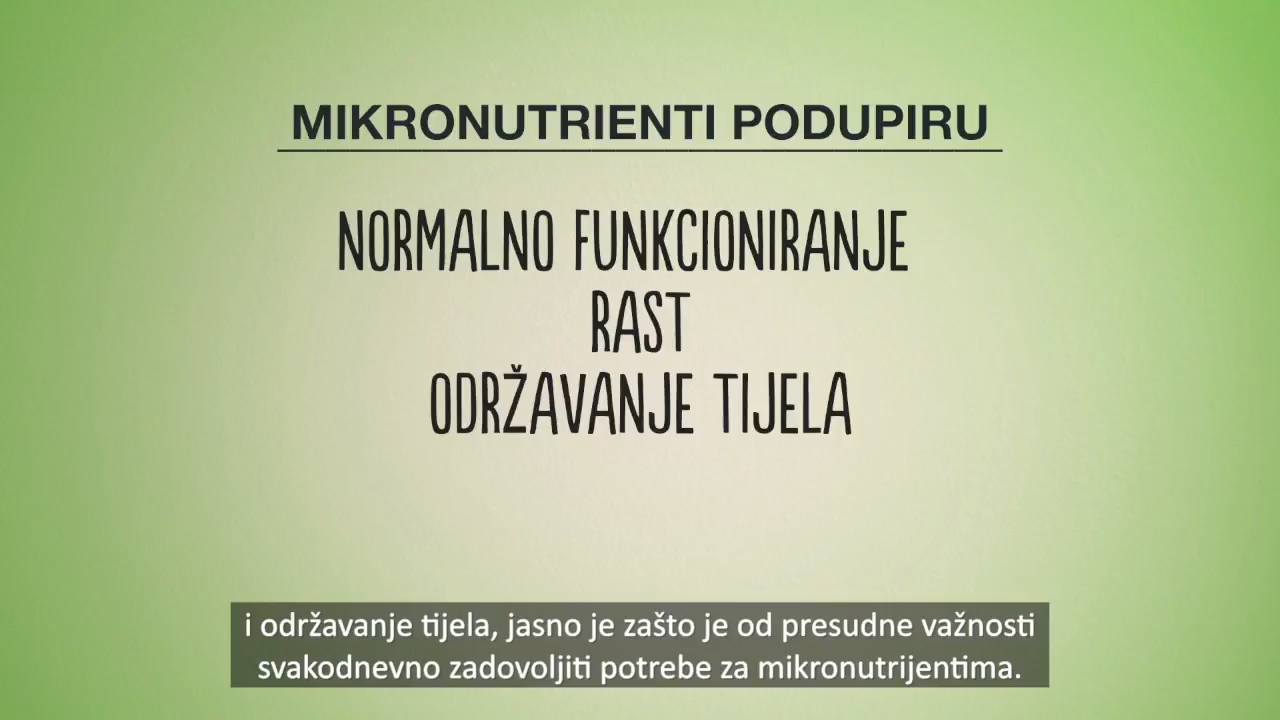 MIKRONUTRIENTI PODUPIRU
NORMALNO FUNKCIONIRANJE
RAST
ODRŽAVANJE TIJELA
i održavanje tijela, jasno je zašto je od presudne važnosti
svakodnevno zadovoljiti potrebe za mikronutrijentima.